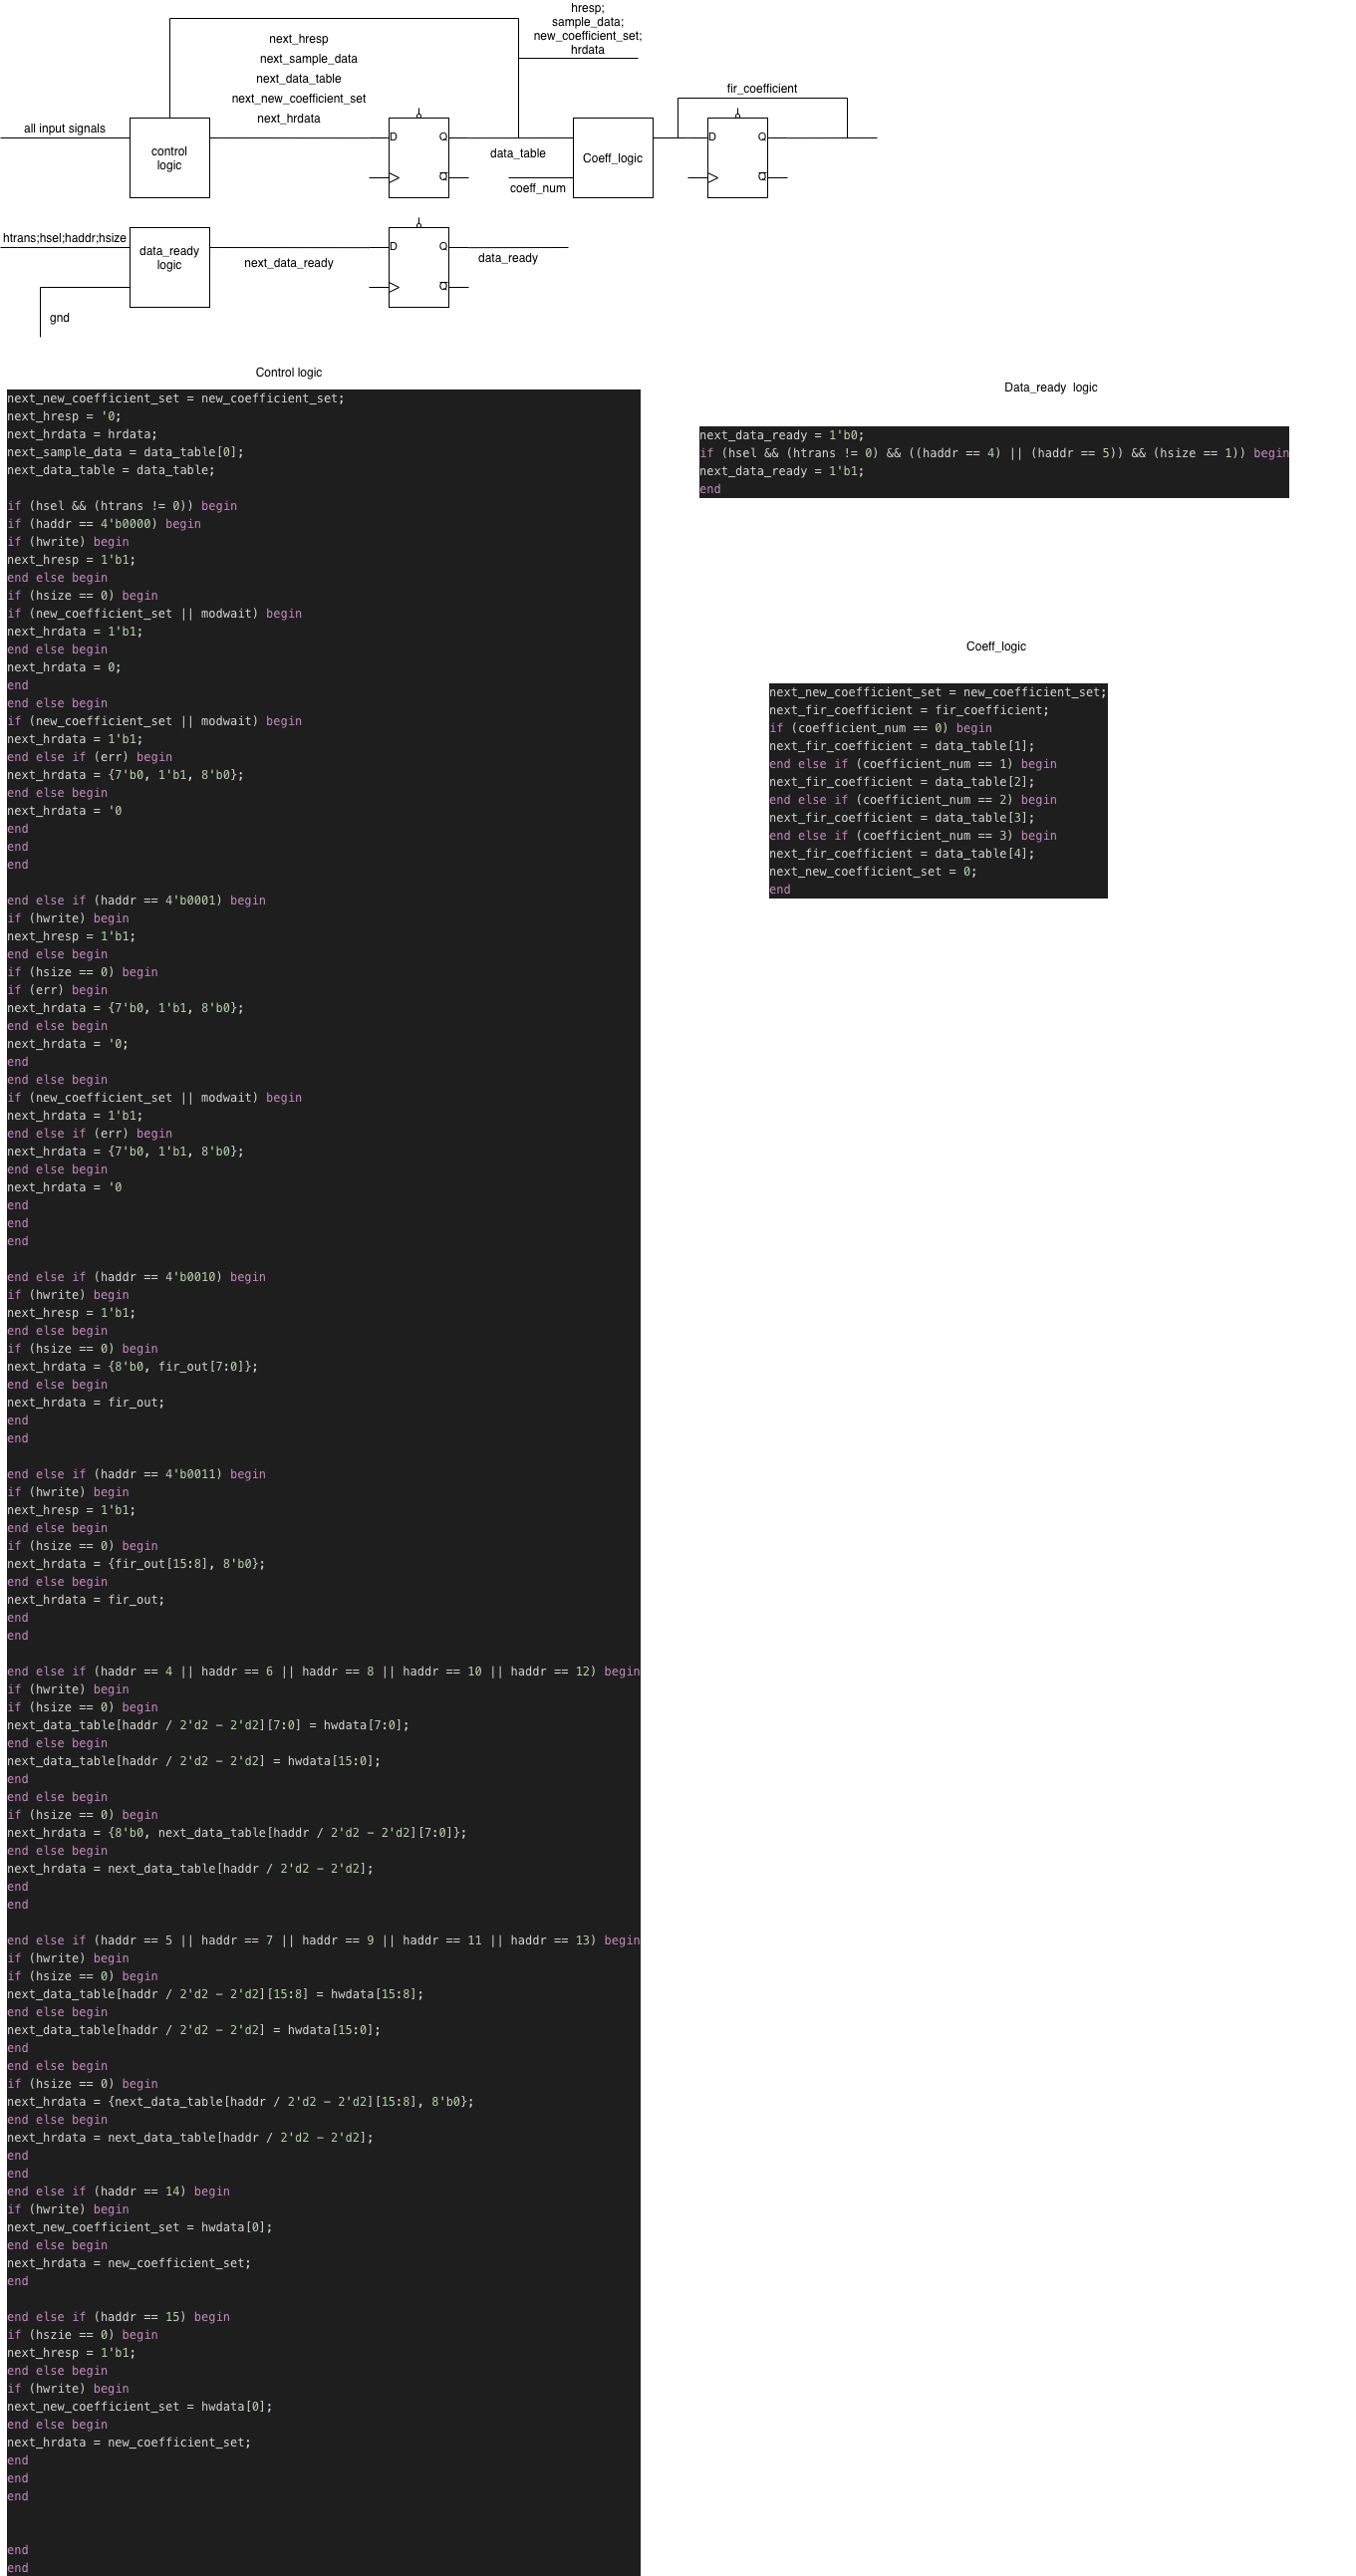 hresp;
sample_data;
new_coefficient_set;
hrdata
next_hresp
next_sample_data
next_data_table
next_new_coefficient_set
next_hrdata
fir_coefficient
all input signals
control
logic
D
Q
Q
data_table
coeff_num
Coeff_logic
D
Q
Q
htrans;hsel;haddr;hsize
data_ready
logic
next_data_ready
D
Q
Q
data_ready
gnd
Control logic
next_new_coefficient_set = new_coefficient_set;
next_hresp = '0;
next_hrdata = hrdata;
next_sample_data = data_table[0];
next_data_table = data_table;
if (hsel && (htrans != 0)) begin
if (haddr == 4'b0000) begin
if (hwrite) begin
next_hresp = 1'b1;
end else begin
if (hsize == 0) begin
if (new_coefficient_set || modwait) begin
next_hrdata = 1'b1;
end else begin
next_hrdata = 0;
end
end else begin
if (new_coefficient_set || modwait) begin
next_hrdata = 1'b1;
end else if (err) begin
next_hrdata = {7'b0, 1'b1, 8'b0};
end else begin
next_hrdata = '0
end
end
end
end else if (haddr == 4'b0001) begin
if (hwrite) begin
next_hresp = 1'b1;
end else begin
if (hsize == 0) begin
if (err) begin
next_hrdata = {7'b0, 1'b1, 8'b0};
end else begin
next_hrdata = '0;
end
end else begin
if (new_coefficient_set || modwait) begin
next_hrdata = 1'b1;
end else if (err) begin
next_hrdata = {7'b0, 1'b1, 8'b0};
end else begin
next_hrdata = '0
end
end
end
end else if (haddr == 4'b0010) begin
if (hwrite) begin
next_hresp = 1'b1;
end else begin
if (hsize == 0) begin
next_hrdata = {8'b0, fir_out[7:0]};
end else begin
next_hrdata = fir_out;
end
end
end else if (haddr == 4'b0011) begin
if (hwrite) begin
next_hresp = 1'b1;
end else begin
if (hsize == 0) begin
next_hrdata = {fir_out[15:8], 8'b0};
end else begin
next_hrdata = fir_out;
end
end
end else if (haddr == 4 || haddr == 6 || haddr == 8 || haddr == 10 || haddr == 12) begin
if (hwrite) begin
if (hsize == 0) begin
next_data_table[haddr / 2'd2 − 2'd2][7:0] = hwdata[7:0];
end else begin
next_data_table[haddr / 2'd2 − 2'd2] = hwdata[15:0];
end
end else begin
if (hsize == 0) begin
next_hrdata = {8'b0, next_data_table[haddr / 2'd2 − 2'd2][7:0]};
end else begin
next_hrdata = next_data_table[haddr / 2'd2 − 2'd2];
end
end
end else if (haddr == 5 || haddr == 7 || haddr == 9 || haddr == 11 || haddr == 13) begin
if (hwrite) begin
if (hsize == 0) begin
next_data_table[haddr / 2'd2 − 2'd2][15:8] = hwdata[15:8];
end else begin
next_data_table[haddr / 2'd2 − 2'd2] = hwdata[15:0];
end
end else begin
if (hsize == 0) begin
next_hrdata = {next_data_table[haddr / 2'd2 − 2'd2][15:8], 8'b0};
end else begin
next_hrdata = next_data_table[haddr / 2'd2 − 2'd2];
end
end
end else if (haddr == 14) begin
if (hwrite) begin
next_new_coefficient_set = hwdata[0];
end else begin
next_hrdata = new_coefficient_set;
end
end else if (haddr == 15) begin
if (hszie == 0) begin
next_hresp = 1'b1;
end else begin
if (hwrite) begin
next_new_coefficient_set = hwdata[0];
end else begin
next_hrdata = new_coefficient_set;
end
end
end
end
end
Data_ready logic
next_data_ready = 1'b0;
if (hsel && (htrans != 0) && ((haddr == 4) || (haddr == 5)) && (hsize == 1)) begin
next_data_ready = 1'b1;
end
Coeff_logic
next_new_coefficient_set = new_coefficient_set;
next_fir_coefficient = fir_coefficient;
if (coefficient_num == 0) begin
next_fir_coefficient = data_table[1];
end else if (coefficient_num == 1) begin
next_fir_coefficient = data_table[2];
end else if (coefficient_num == 2) begin
next_fir_coefficient = data_table[3];
end else if (coefficient_num == 3) begin
next_fir_coefficient = data_table[4];
next_new_coefficient_set = 0;
end